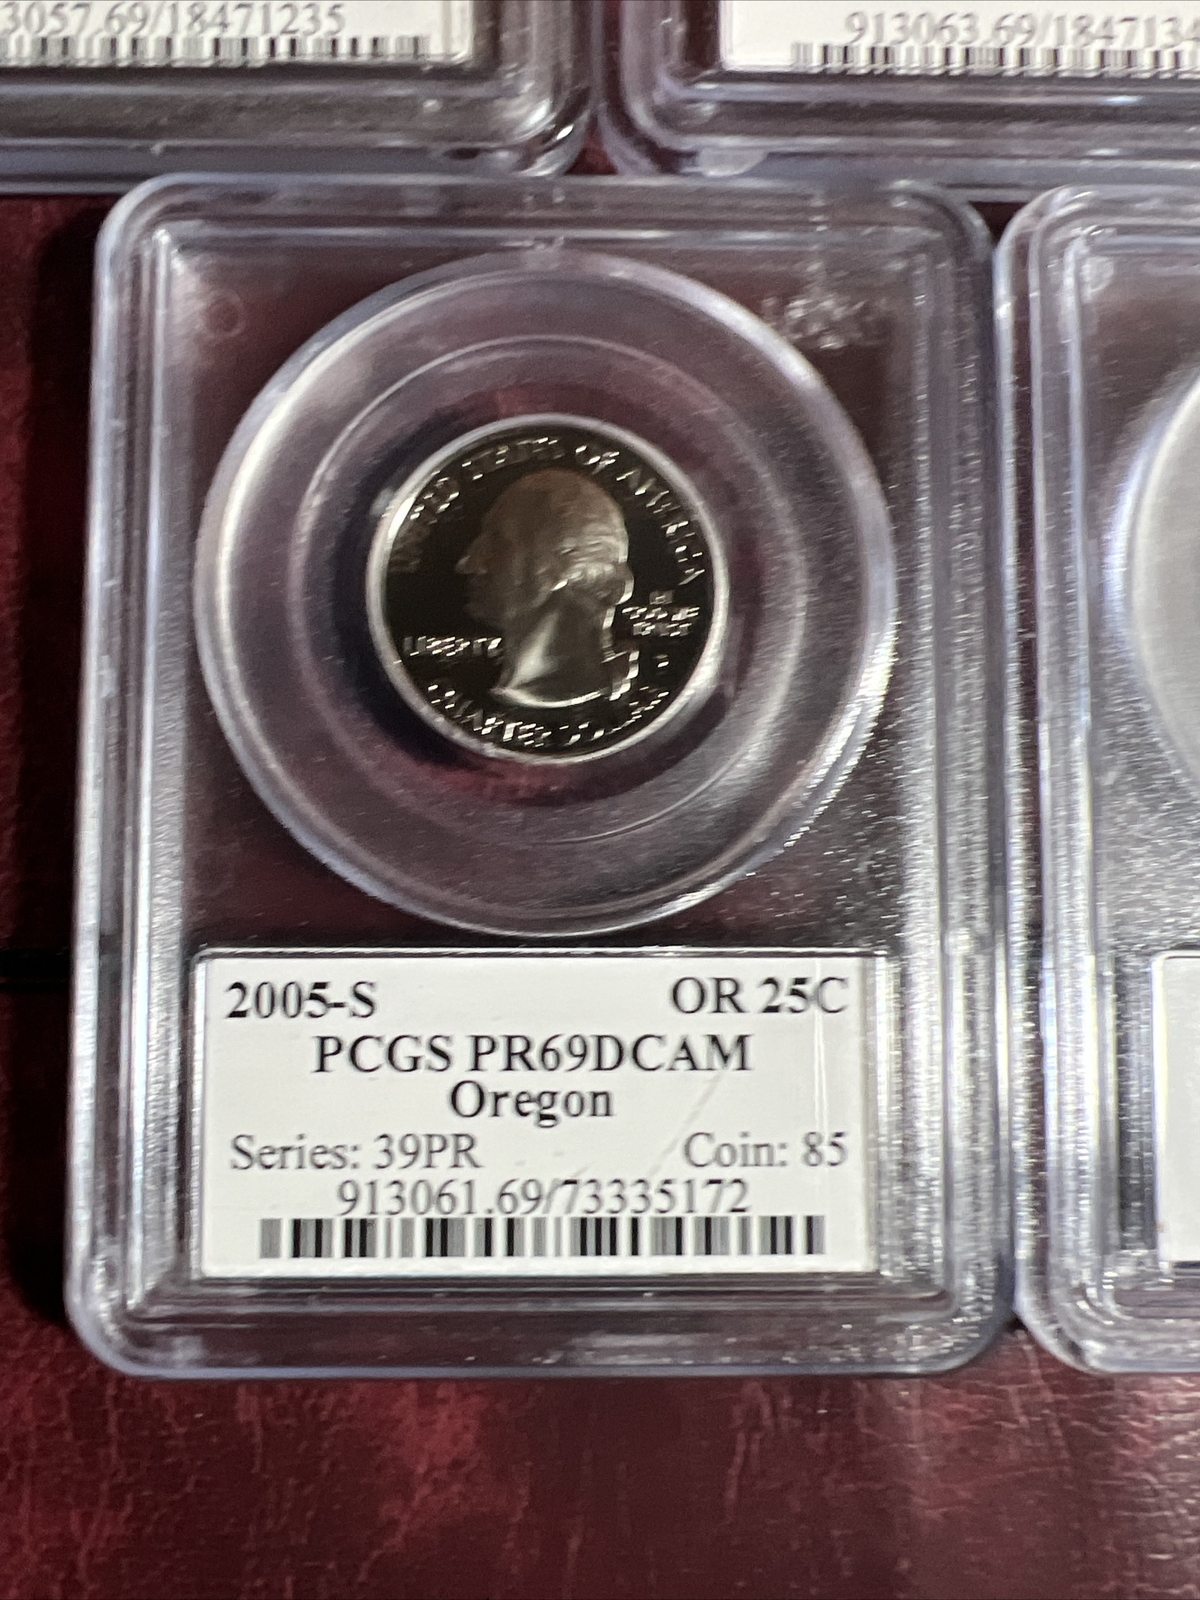 3057.69/18471235
913063.69/1847134
UNITED STATES OF AMERICA
LIBERTY
IN
GOD WE
TRUST
S
QUARTER DOLLAR
2005-S OR 25C
PCGS PR69DCAM
Oregon
Series: 39PR Coin: 85
913061.69/73335172